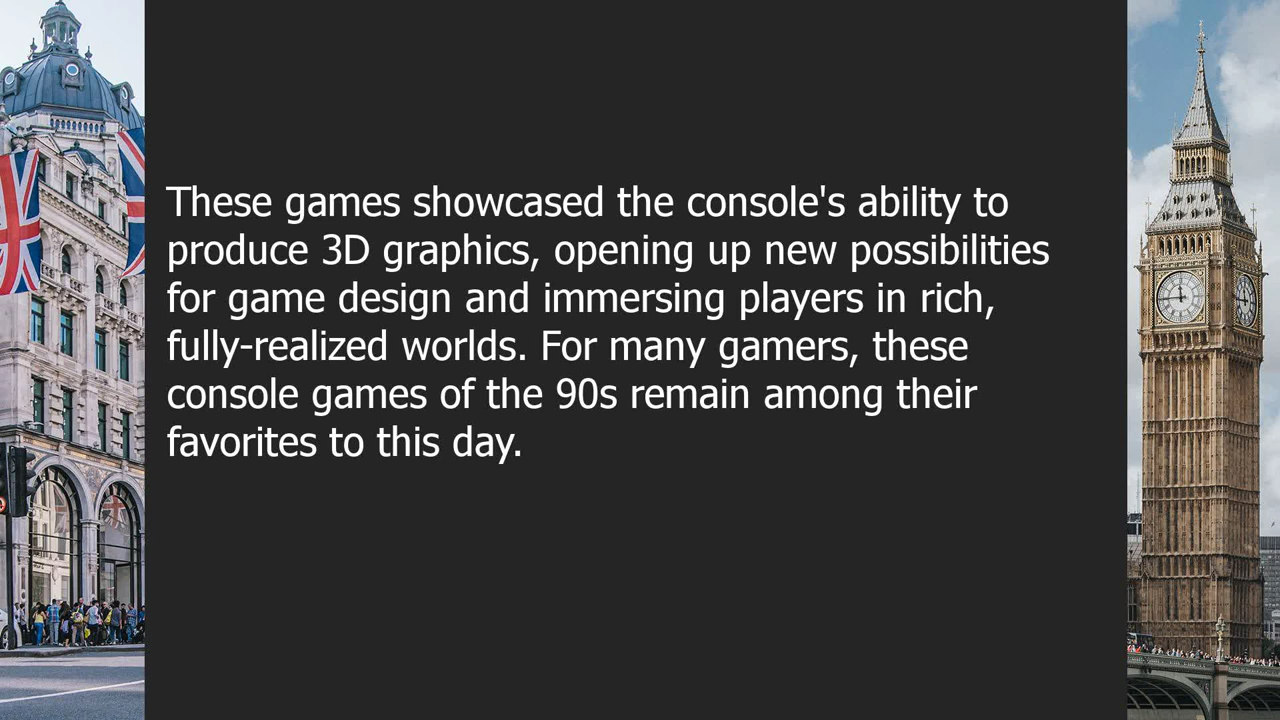 These games showcased the console's ability to
produce 3D graphics, opening up new possibilities
for game design and immersing players in rich,
fully-realized worlds. For many gamers, these
console games of the 90s remain among their
favorites to this day.